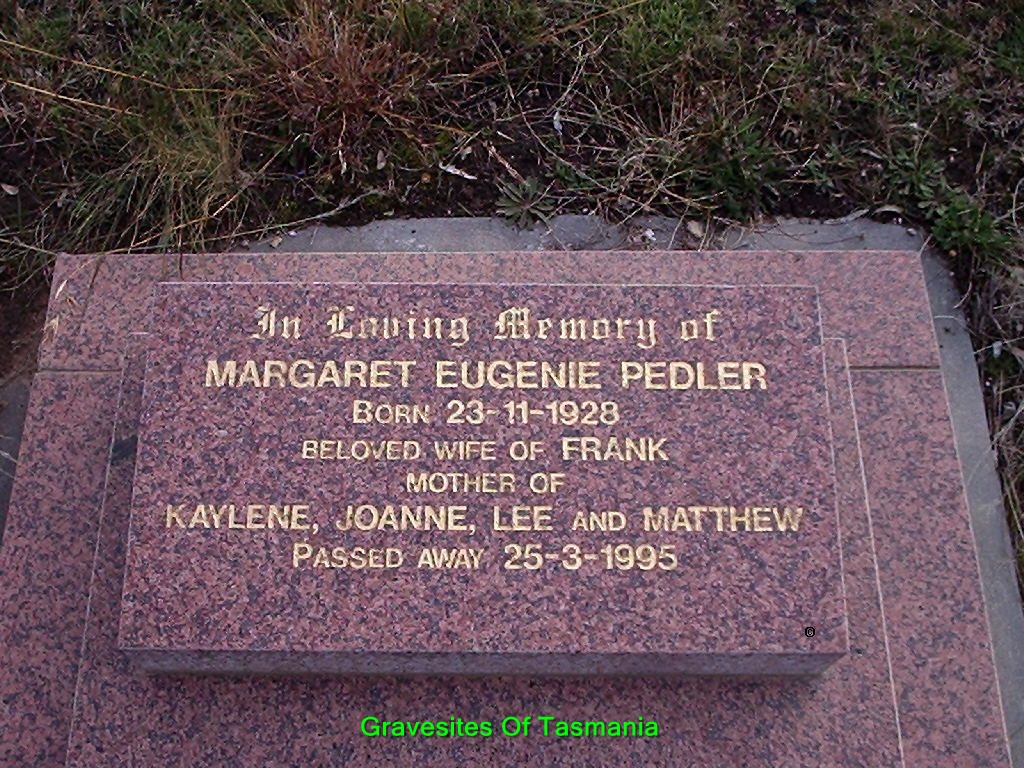 In Loving Memory of
MARGARET EUGENIE PEDLER
BORN 23-11-1928
BELOVED WIFE OF FRANK
MOTHER OF
KAYLENE, JOANNE, LEE AND MATTHEW
PASSED AWAY 25-3-1995
©
Gravesites Of Tasmania